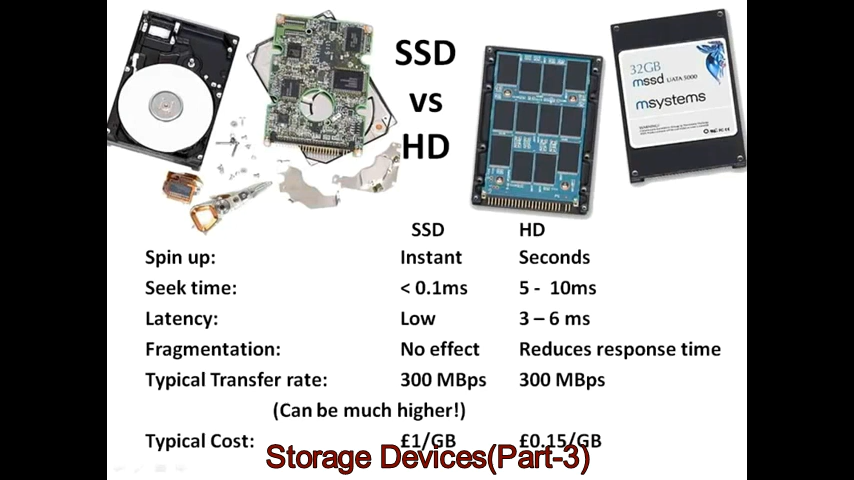 SSD
vs
HD
32GB
mssd UATA 5000
msystems
SSD HD
Spin up: Instant Seconds
Seek time: < 0.1ms 5 - 10ms
Latency: Low 3 – 6 ms
Fragmentation: No effect Reduces response time
Typical Transfer rate: 300 MBps 300 MBps
(Can be much higher!)
Typical Cost: £1/GB £0.15/GB
Storage Devices(Part-3)